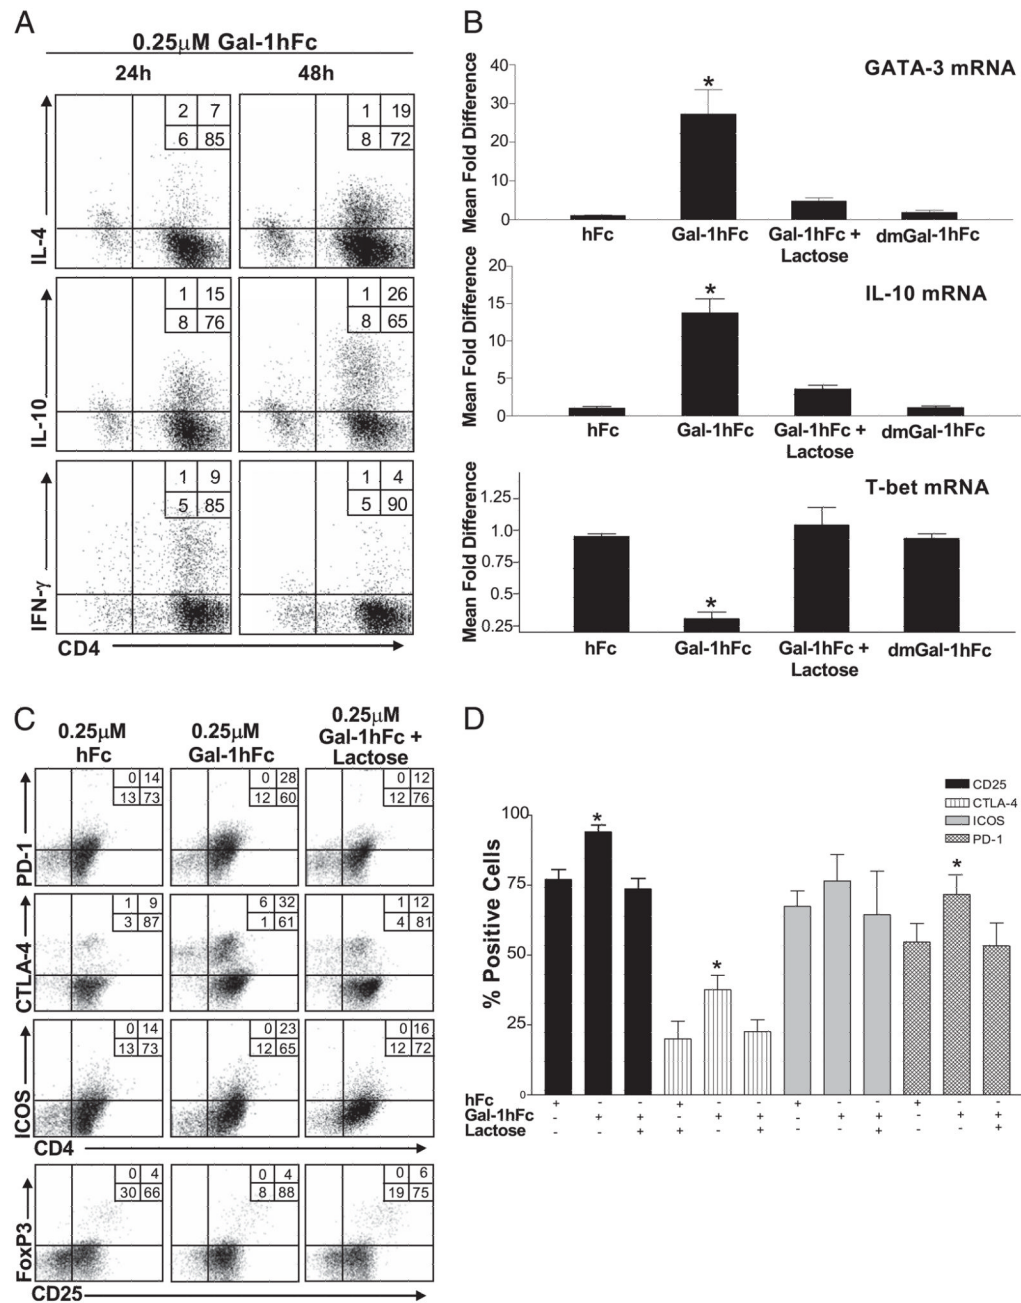 A
0.25μM Gal-1hFc
24h 48h
IL-4
2 7
6 85
1 19
8 72
IL-10
1 15
8 76
1 26
8 65
IFN-γ
1 9
5 85
1 4
5 90
CD4
B
GATA-3 mRNA
Mean Fold Difference
40
30
20
10
0
*
hFc Gal-1hFc Gal-1hFc + dmGal-1hFc
Lactose
IL-10 mRNA
Mean Fold Difference
20
15
10
5
0
*
hFc Gal-1hFc Gal-1hFc + dmGal-1hFc
Lactose
T-bet mRNA
Mean Fold Difference
1.25
1.0
0.75
0.5
0.25
*
hFc Gal-1hFc Gal-1hFc + dmGal-1hFc
Lactose
C
0.25μM
hFc
0.25μM
Gal-1hFc
0.25μM
Gal-1hFc +
Lactose
PD-1
0 14
13 73
0 28
12 60
0 12
12 76
CTLA-4
1 9
3 87
6 32
1 61
1 12
4 81
ICOS
0 14
13 73
0 23
12 65
0 16
12 72
CD4
FoxP3
0 4
30 66
0 4
8 88
0 6
19 75
CD25
D
CD25
CTLA-4
ICOS
PD-1
% Positive Cells
100
75
50
25
0
* * *
hFc + - - + - - + - - + - -
Gal-1hFc - + - - + + - + - - + +
Lactose - - + + - + - - + - - +